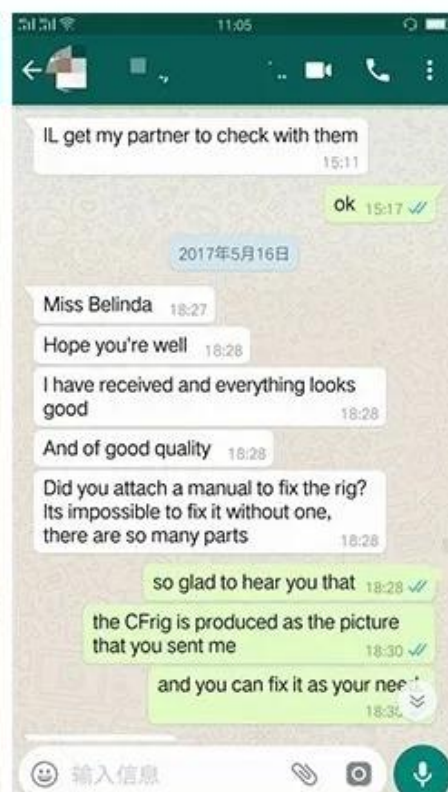 11:05
IL get my partner to check with them
15:11
ok 15:17
2017年5月16日
Miss Belinda 18:27
Hope you're well 18:28
I have received and everything looks
good
18:28
And of good quality 18:28
Did you attach a manual to fix the rig?
Its impossible to fix it without one,
there are so many parts
18:28
so glad to hear you that 18:28
the CFrig is produced as the picture
that you sent me
18:30
and you can fix it as your
输入信息